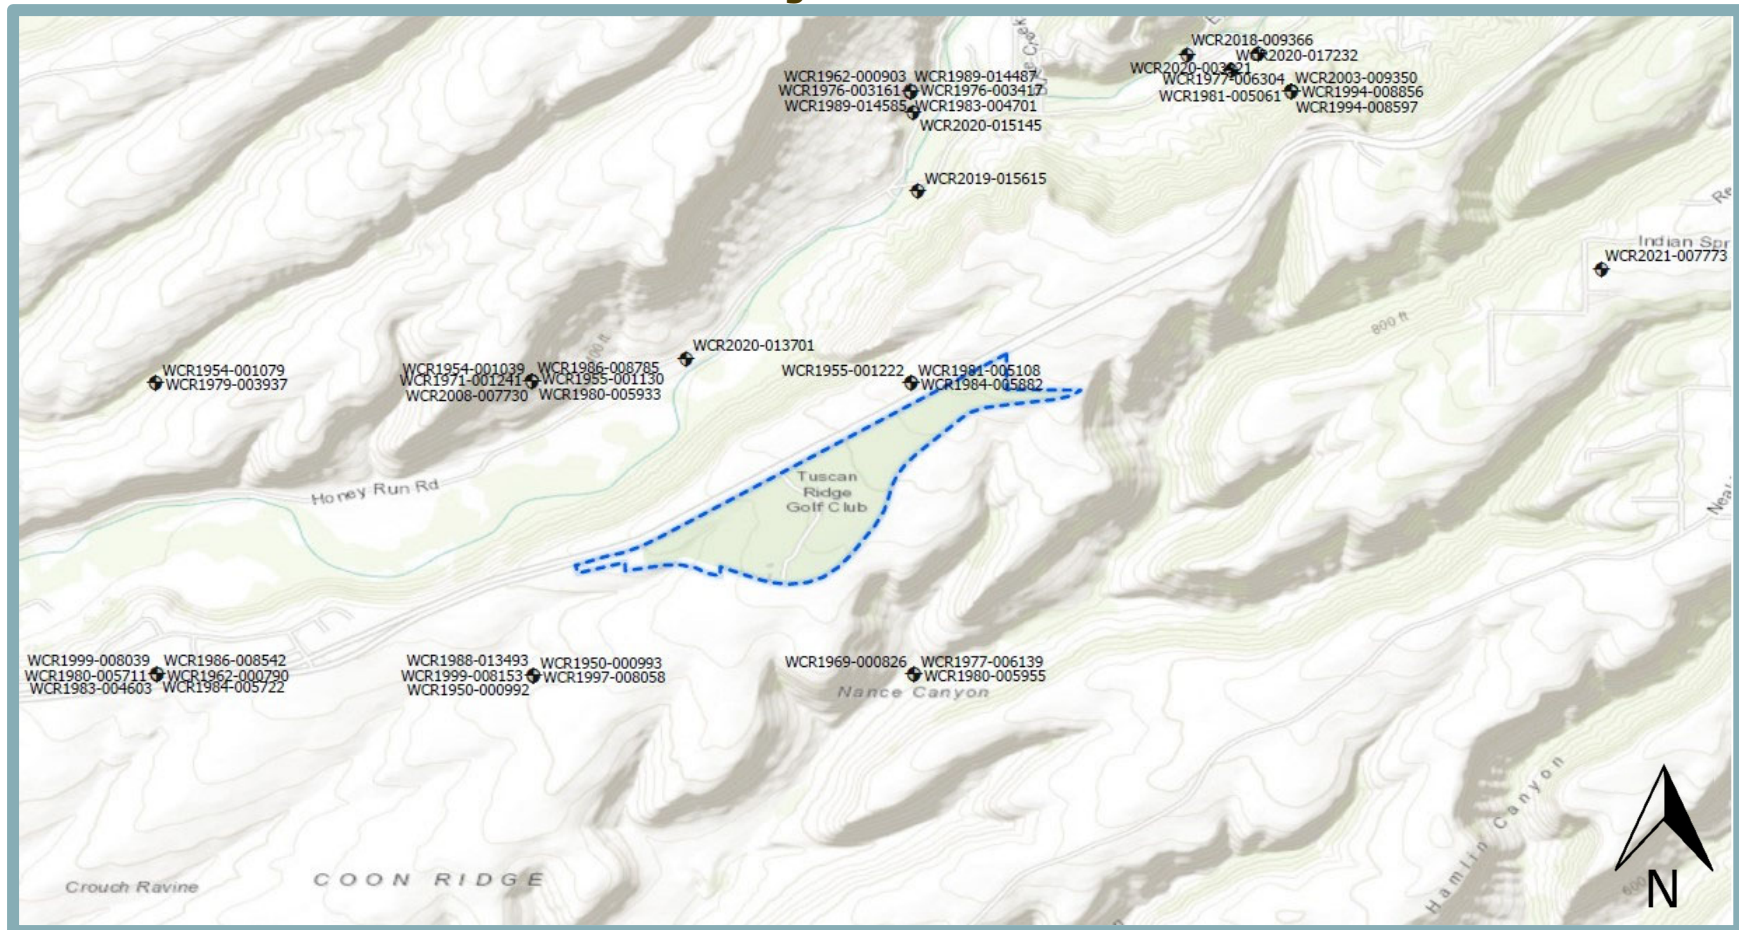 WCR2018-009366
WCR2020-017232
WCR1977-006304
WCR2003-009350
WCR1981-005061
WCR1994-008856
WCR1994-008597
WCR1962-000903
WCR1989-014487
WCR1976-003161
WCR1976-003417
WCR1989-014585
WCR1983-004701
WCR2020-015145
WCR2019-015615
Indian Spr
WCR2021-007773
800 ft
WCR2020-013701
WCR1954-001079
WCR1979-003937
WCR1954-001039
WCR1986-008785
WCR1971-001241
WCR1955-001130
WCR2008-007730
WCR1980-005933
WCR1955-001222
WCR1981-005108
WCR1984-005882
Tuscan
Ridge
Golf Club
Honey Run Rd
WCR1999-008039
WCR1986-008542
WCR1980-005711
WCR1962-000790
WCR1983-004603
WCR1984-005722
WCR1988-013493
WCR1950-000993
WCR1999-008153
WCR1997-008058
WCR1950-000992
WCR1969-000826
WCR1977-006139
WCR1980-005955
Nance Canyon
Hamlin Canyon
Crouch Ravine
COON RIDGE
N